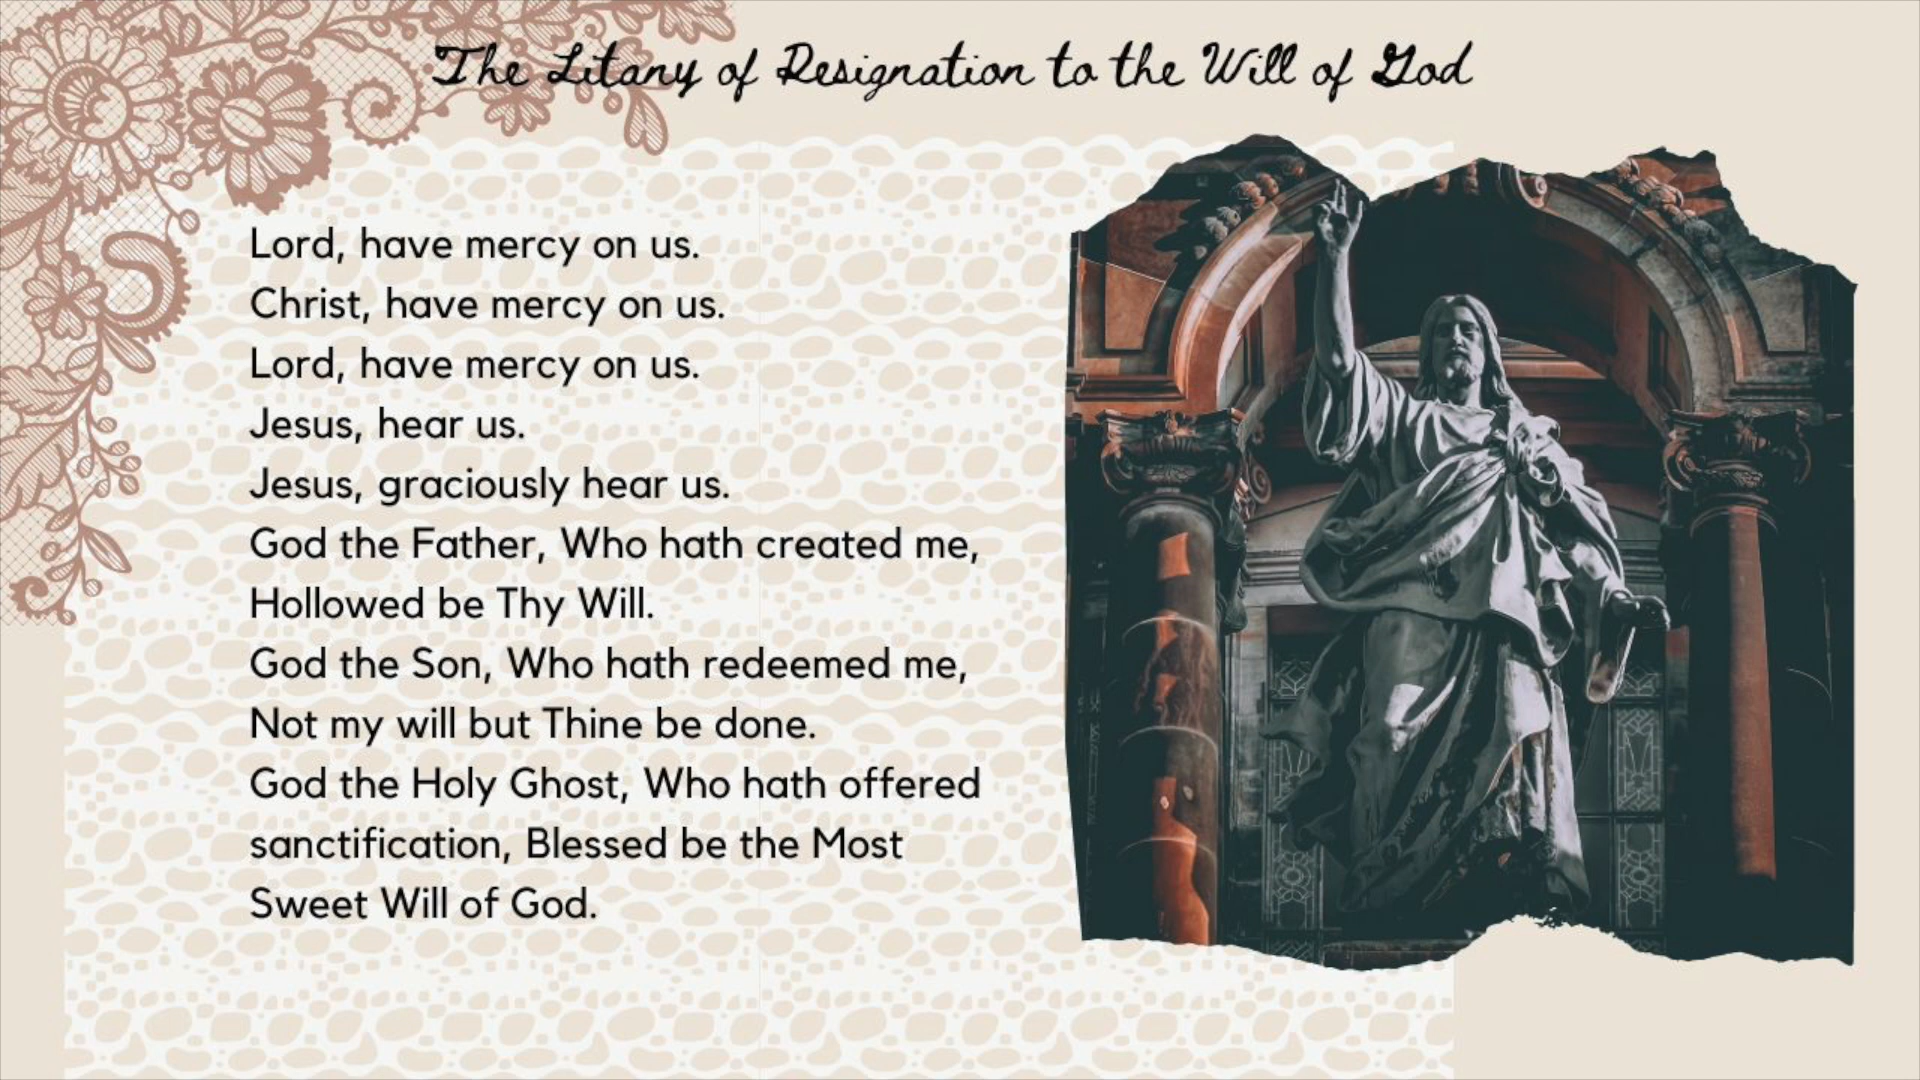 The Litany of Resignation to the Will of God
Lord, have mercy on us.
Christ, have mercy on us.
Lord, have mercy on us.
Jesus, hear us.
Jesus, graciously hear us.
God the Father, Who hath created me,
Hollowed be Thy Will.
God the Son, Who hath redeemed me,
Not my will but Thine be done.
God the Holy Ghost, Who hath offered
sanctification, Blessed be the Most
Sweet Will of God.